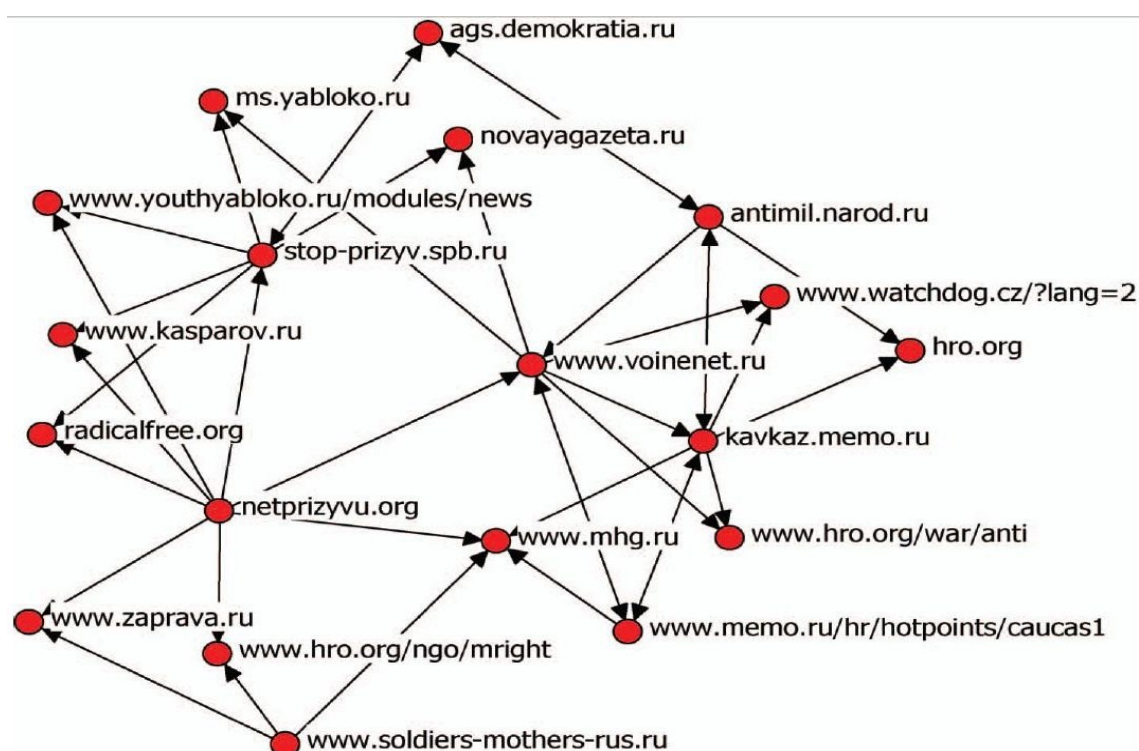 ags.demokratia.ru
ms.yabloko.ru
novayagazeta.ru
www.youthyabloko.ru/modules/news
antimil.narod.ru
stop-prizyv.spb.ru
www.watchdog.cz/?lang=2
www.kasparov.ru
hro.org
www.voinenet.ru
radicalfree.org
kavkaz.memo.ru
netprizyvu.org
www.mhg.ru
www.hro.org/war/anti
www.zaprava.ru
www.memo.ru/hr/hotpoints/caucas1
www.hro.org/ngo/mright
www.soldiers-mothers-rus.ru